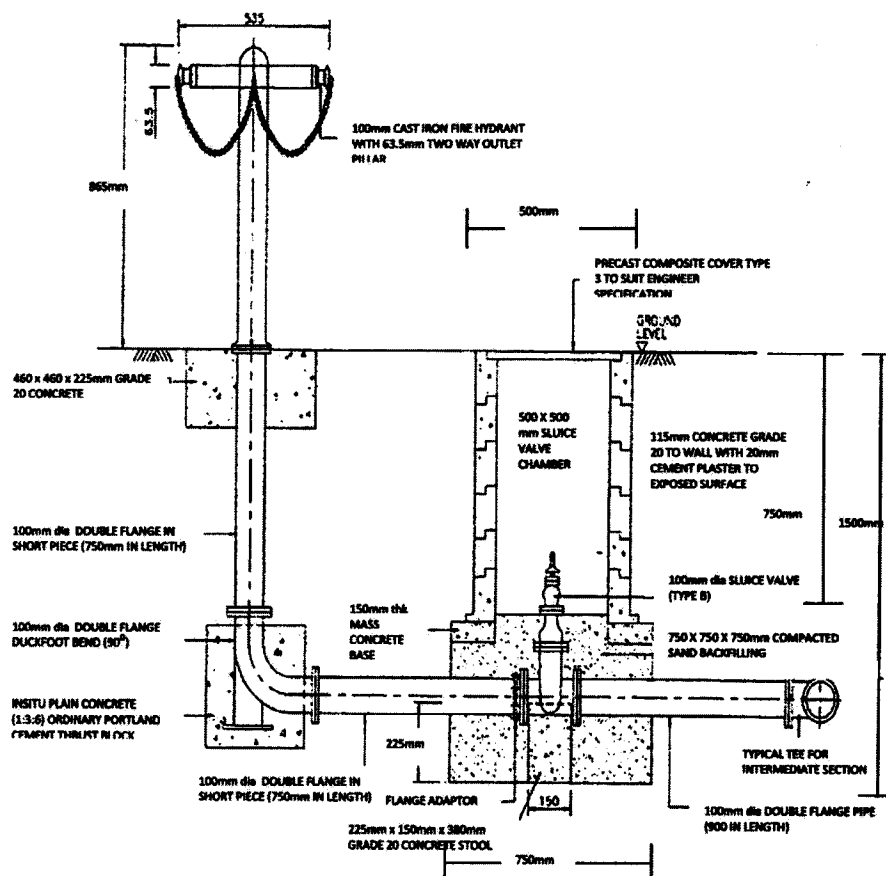 535
63.5
865mm
100mm CAST IRON FIRE HYDRANT
WITH 63.5mm TWO WAY OUTLET
PILLAR
500mm
PRECAST COMPOSITE COVER TYPE
3 TO SUIT ENGINEER
SPECIFICATION
GROUND
LEVEL
460 x 460 x 225mm GRADE
20 CONCRETE
500 X 500
mm SLUICE
VALVE
CHAMBER
115mm CONCRETE GRADE
20 TO WALL WITH 20mm
CEMENT PLASTER TO
EXPOSED SURFACE
750mm
1500mm
100mm dia DOUBLE FLANGE IN
SHORT PIECE (750mm IN LENGTH)
100mm dia SLUICE VALVE
(TYPE B)
150mm thk
MASS
CONCRETE
BASE
100mm dia DOUBLE FLANGE
DUCKFOOT BEND (90°)
750 X 750 X 750mm COMPACTED
SAND BACKFILLING
INSITU PLAIN CONCRETE
(1:3:6) ORDINARY PORTLAND
CEMENT THRUST BLOCK
225mm
TYPICAL TEE FOR
INTERMEDIATE SECTION
100mm dia DOUBLE FLANGE IN
SHORT PIECE (750mm IN LENGTH)
FLANGE ADAPTOR
150
100mm dia DOUBLE FLANGE PIPE
(900 IN LENGTH)
225mm x 150mm x 380mm
GRADE 20 CONCRETE STOOL
750mm